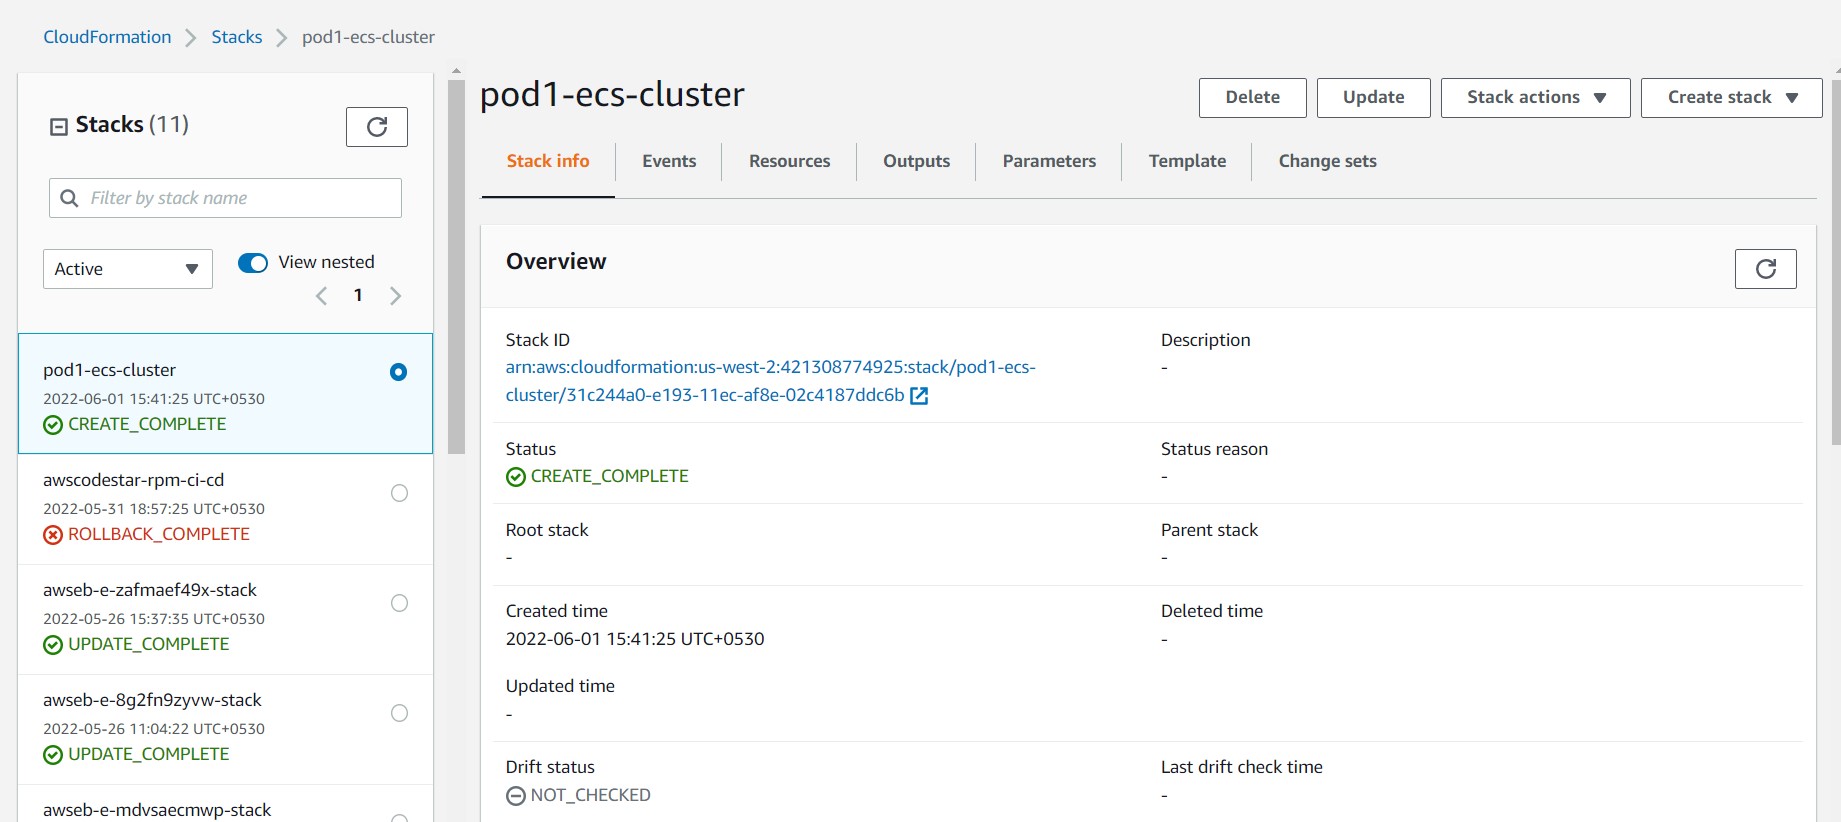 CloudFormation > Stacks > pod1-ecs-cluster
Stacks (11)
Filter by stack name
Active
View nested
1
pod1-ecs-cluster
2022-06-01 15:41:25 UTC+0530
CREATE_COMPLETE
awscodestar-rpm-ci-cd
2022-05-31 18:57:25 UTC+0530
ROLLBACK_COMPLETE
awseb-e-zafmaef49x-stack
2022-05-26 15:37:35 UTC+0530
UPDATE_COMPLETE
awseb-e-8g2fn9zyvw-stack
2022-05-26 11:04:22 UTC+0530
UPDATE_COMPLETE
awseb-e-mdvsaecmwp-stack
pod1-ecs-cluster
Delete Update Stack actions Create stack
Stack info Events Resources Outputs Parameters Template Change sets
Overview
Stack ID
arn:aws:cloudformation:us-west-2:421308774925:stack/pod1-ecs-
cluster/31c244a0-e193-11ec-af8e-02c4187ddc6b
Description
-
Status
CREATE_COMPLETE
Status reason
-
Root stack
-
Parent stack
-
Created time
2022-06-01 15:41:25 UTC+0530
Deleted time
-
Updated time
-
Drift status
NOT_CHECKED
Last drift check time
-